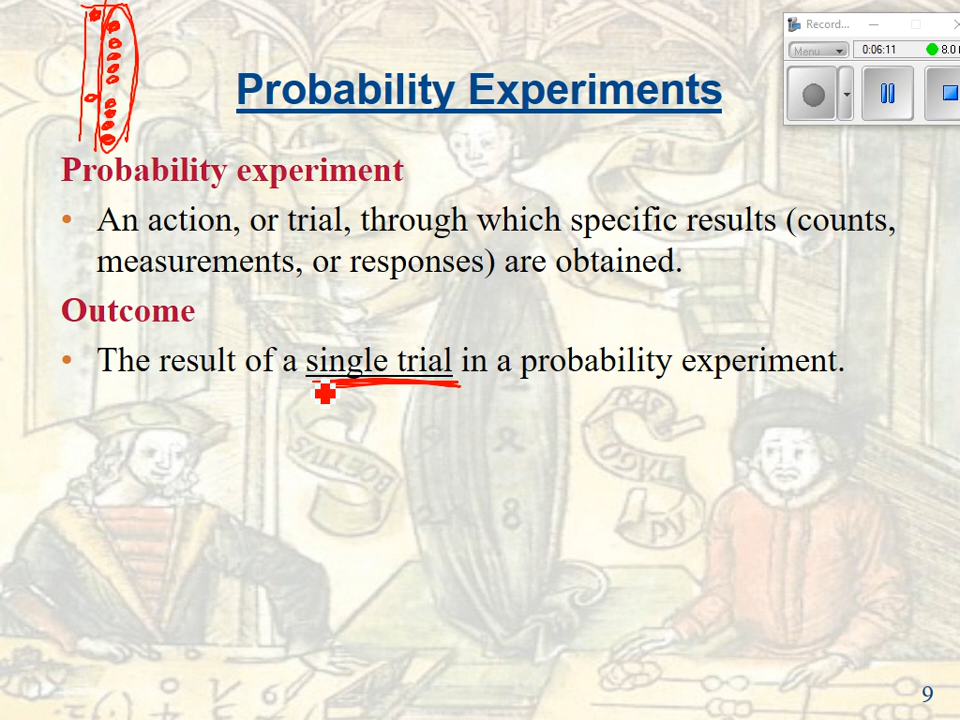 Record...
Menu
0:06:11
8.0
Probability Experiments
Probability experiment
• An action, or trial, through which specific results (counts,
measurements, or responses) are obtained.
Outcome
• The result of a single trial in a probability experiment.
BOETIVS
9